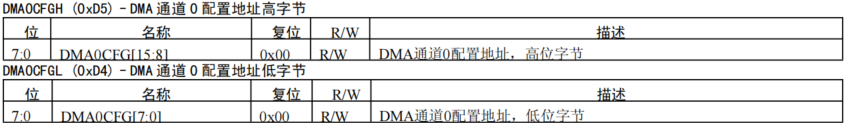 DMA0CFGH (0xD5) - DMA 通道 0 配置地址高字节
位 名称 复位 R/W 描述
7:0 DMA0CFG[15:8] 0x00 R/W DMA通道0配置地址，高位字节
DMA0CFGL (0xD4) - DMA 通道 0 配置地址低字节
位 名称 复位 R/W 描述
7:0 DMA0CFG[7:0] 0x00 R/W DMA通道0配置地址，低位字节